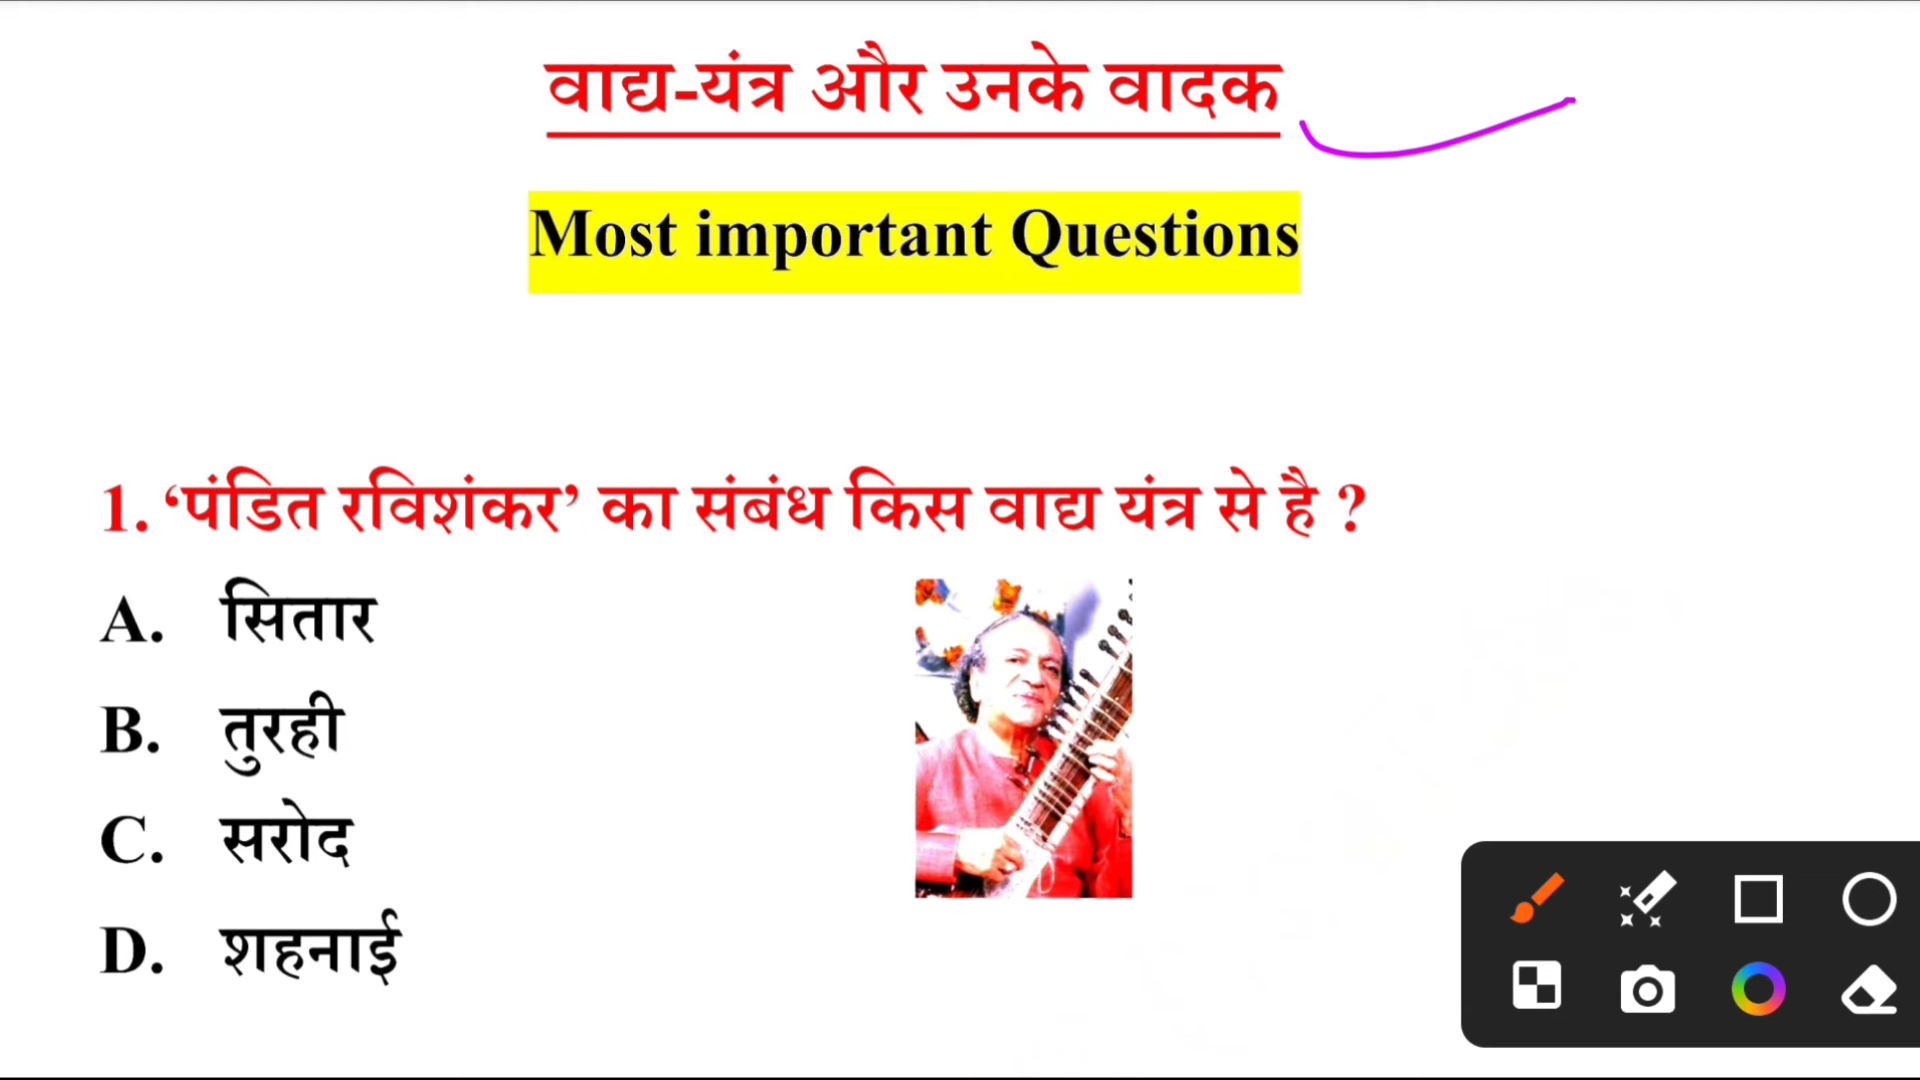 वाद्य-यंत्र और उनके वादक
Most important Questions
1. ‘पंडित रविशंकर’ का संबंध किस वाद्य यंत्र से है ?
A. सितार
B. तुरही
C. सरोद
D. शहनाई